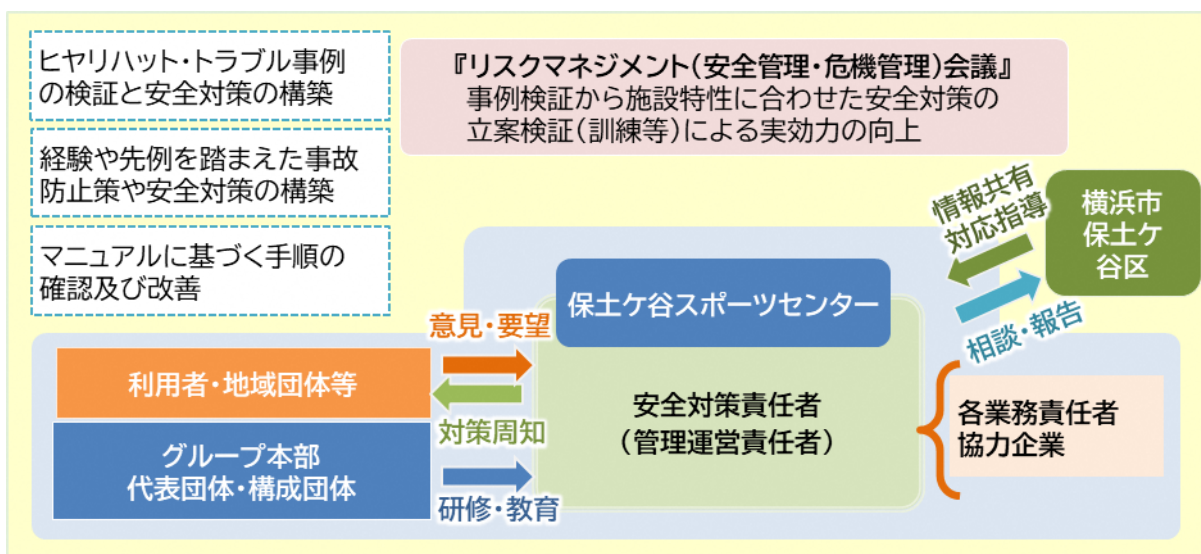 ヒヤリハット・トラブル事例
の検証と安全対策の構築
経験や先例を踏まえた事故
防止策や安全対策の構築
マニュアルに基づく手順の
確認及び改善
『リスクマネジメント(安全管理・危機管理)会議』
事例検証から施設特性に合わせた安全対策の
立案検証(訓練等)による実効力の向上
情報共有
対応指導
横浜市
保土ケ
谷区
相談・報告
保土ケ谷スポーツセンター
安全対策責任者
(管理運営責任者)
意見・要望
対策周知
研修・教育
利用者・地域団体等
グループ本部
代表団体・構成団体
各業務責任者
協力企業